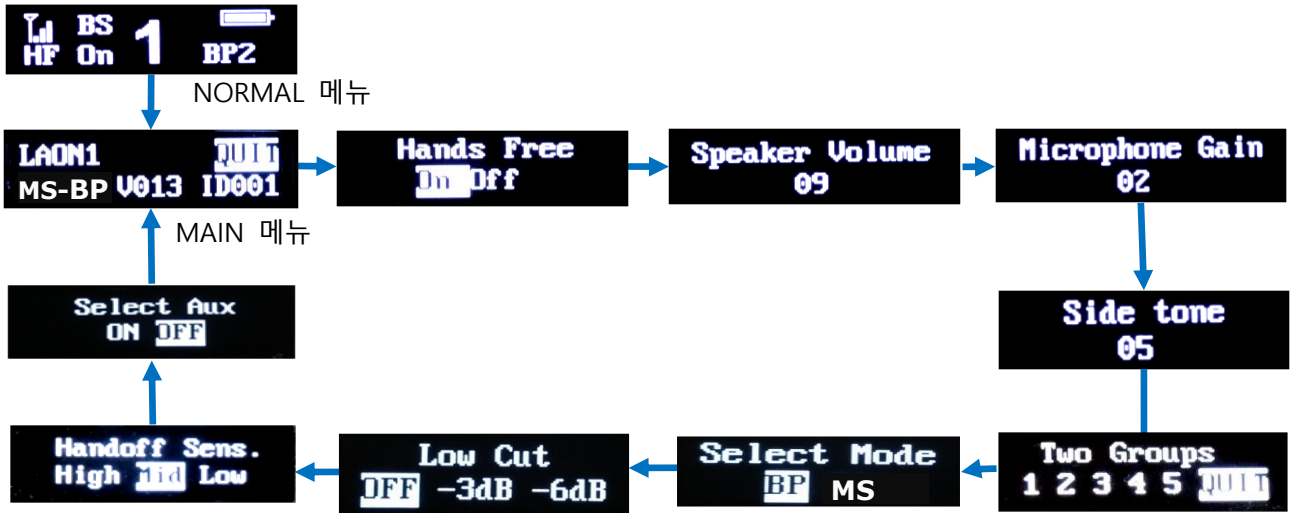 BS
HF On 1 BP2
NORMAL 메뉴
LAON1 QUIT
MS-BP V013 ID001
MAIN 메뉴
Hands Free
On Off
Speaker Volume
09
Microphone Gain
02
Side tone
05
Two Groups
1 2 3 4 5 QUIT
Select Mode
BP MS
Low Cut
OFF -3dB -6dB
Handoff Sens.
High Mid Low
Select Aux
ON OFF